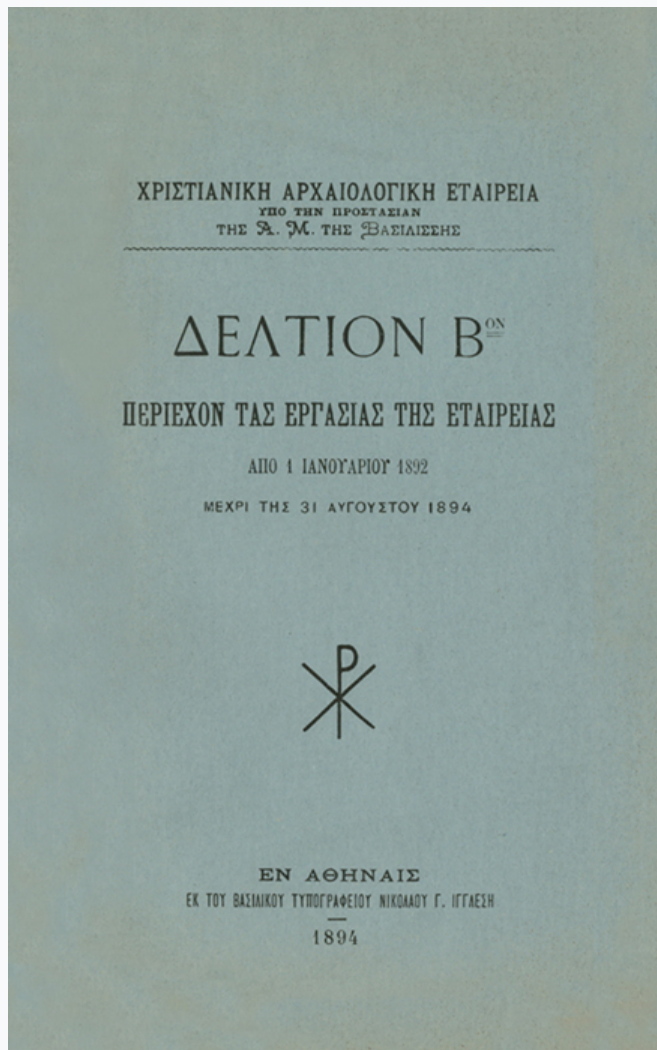 ΧΡΙΣΤΙΑΝΙΚΗ ΑΡΧΑΙΟΛΟΓΙΚΗ ΕΤΑΙΡΕΙΑ
ΥΠΟ ΤΗΝ ΠΡΟΣΤΑΣΙΑΝ
ΤΗΣ Α. Μ. ΤΗΣ ΒΑΣΙΛΙΣΣΗΣ
ΔΕΛΤΙΟΝ Β ΟΝ
ΠΕΡΙΕΧΟΝ ΤΑΣ ΕΡΓΑΣΙΑΣ ΤΗΣ ΕΤΑΙΡΕΙΑΣ
ΑΠΟ 1 ΙΑΝΟΥΑΡΙΟΥ 1892
ΜΕΧΡΙ ΤΗΣ 31 ΑΥΓΟΥΣΤΟΥ 1894
ΕΝ ΑΘΗΝΑΙΣ
ΕΚ ΤΟΥ ΒΑΣΙΛΙΚΟΥ ΤΥΠΟΓΡΑΦΕΙΟΥ ΝΙΚΟΛΑΟΥ Γ. ΙΓΓΛΕΣΗ
1894